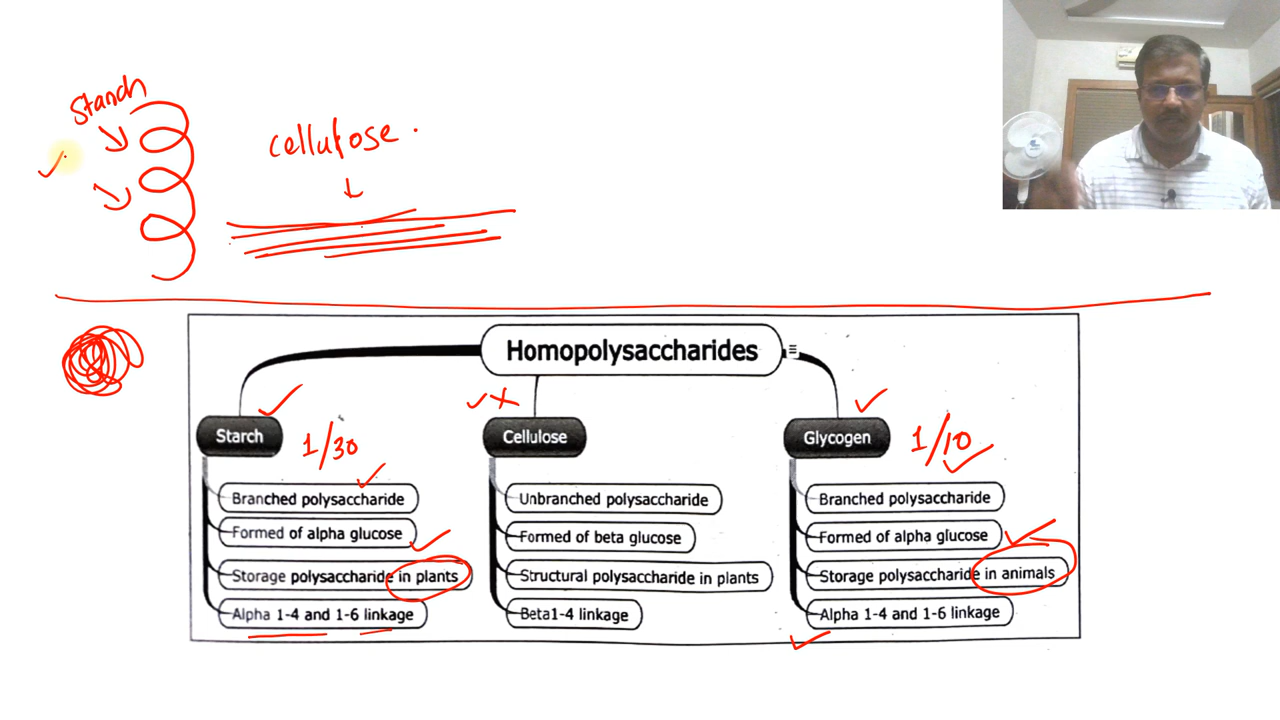 Stanch
cellulose.
Homopolysaccharides
Starch
1/30
Branched polysaccharide
Formed of alpha glucose
Storage polysaccharide in plants
Alpha 1-4 and 1-6 linkage
Cellulose
Unbranched polysaccharide
Formed of beta glucose
Structural polysaccharide in plants
Beta1-4 linkage
Glycogen
1/10
Branched polysaccharide
Formed of alpha glucose
Storage polysaccharide in animals
Alpha 1-4 and 1-6 linkage